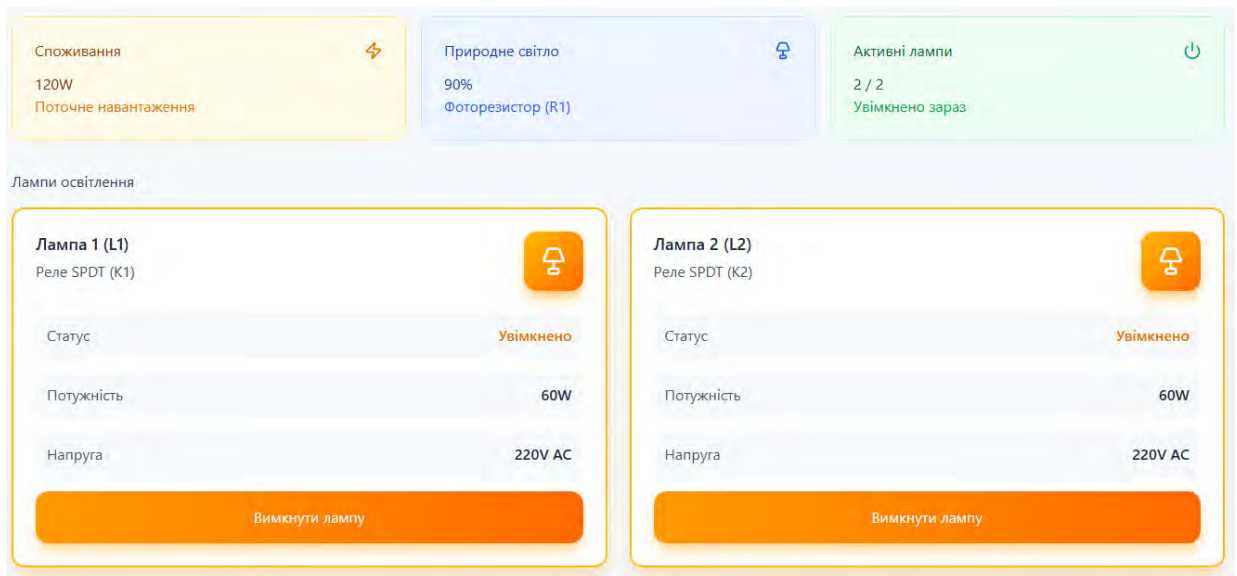 Споживання
120W
Поточне навантаження
Природне світло
90%
Фоторезистор (R1)
Активні лампи
2 / 2
Увімкнено зараз
Лампи освітлення
Лампа 1 (L1)
Реле SPDT (K1)
Статус Увімкнено
Потужність 60W
Напруга 220V AC
Вимкнути лампу
Лампа 2 (L2)
Реле SPDT (K2)
Статус Увімкнено
Потужність 60W
Напруга 220V AC
Вимкнути лампу